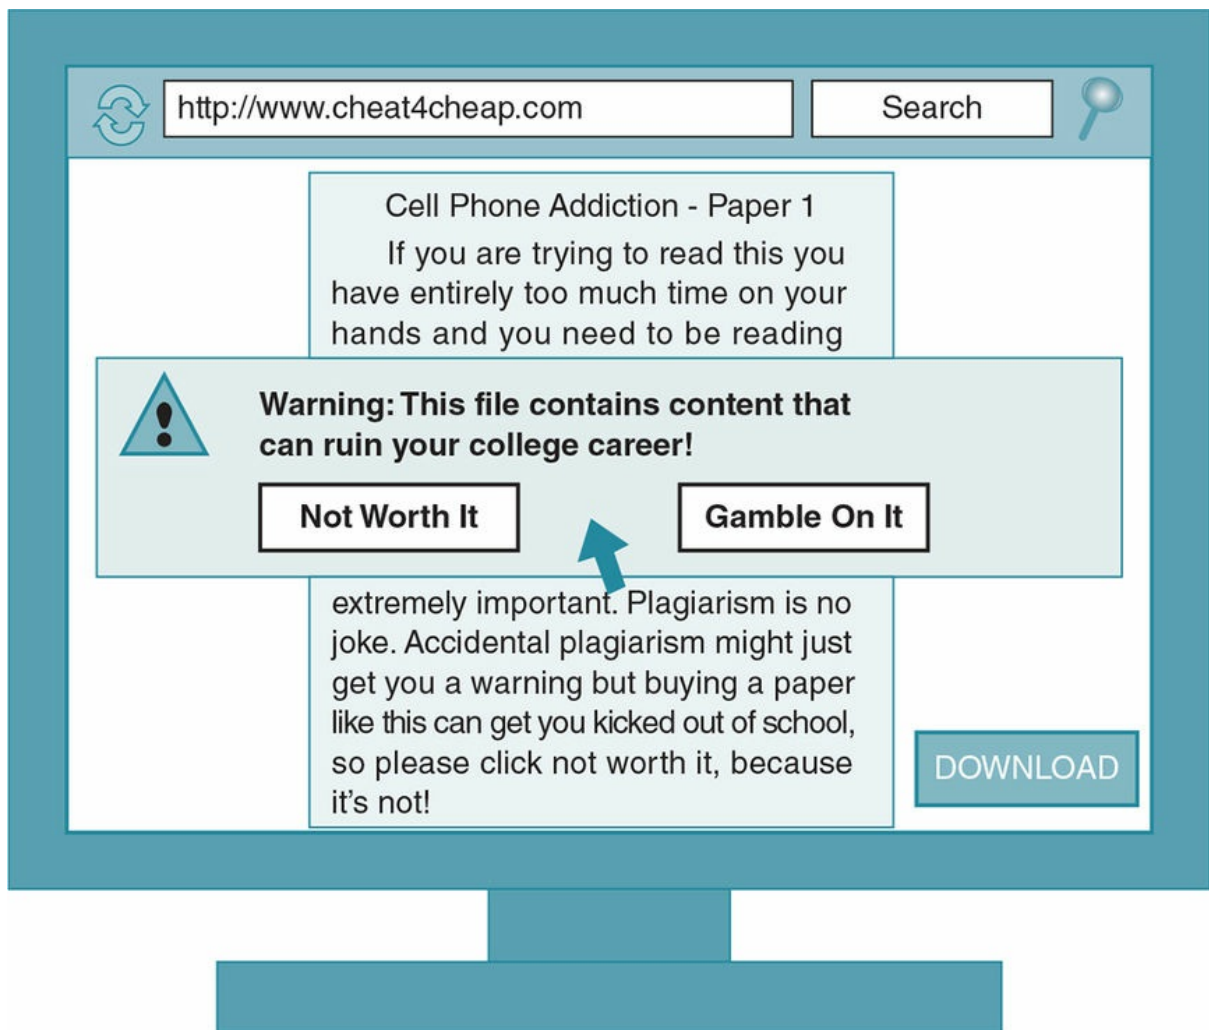 http://www.cheat4cheap.com
Search
Cell Phone Addiction - Paper 1
If you are trying to read this you
have entirely too much time on your
hands and you need to be reading
Warning: This file contains content that
can ruin your college career!
Not Worth It
Gamble On It
extremely important. Plagiarism is no
joke. Accidental plagiarism might just
get you a warning but buying a paper
like this can get you kicked out of school,
so please click not worth it, because
it's not!
DOWNLOAD